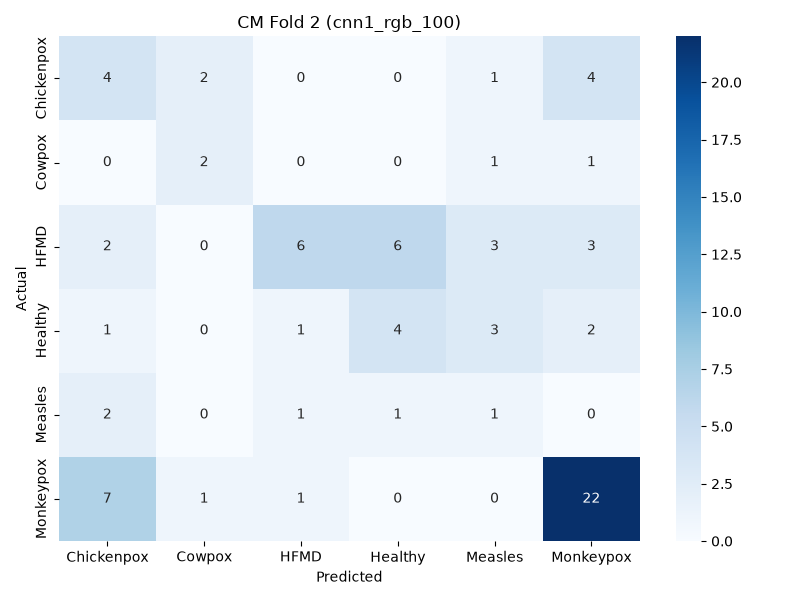 CM Fold 2 (cnn1_rgb_100)
Actual
Chickenpox 4 2 0 0 1 4
Cowpox 0 2 0 0 1 1
HFMD 2 0 6 6 3 3
Healthy 1 0 1 4 3 2
Measles 2 0 1 1 1 0
Monkeypox 7 1 1 0 0 22
Chickenpox Cowpox HFMD Healthy Measles Monkeypox
Predicted
20.0
17.5
15.0
12.5
10.0
7.5
5.0
2.5
0.0